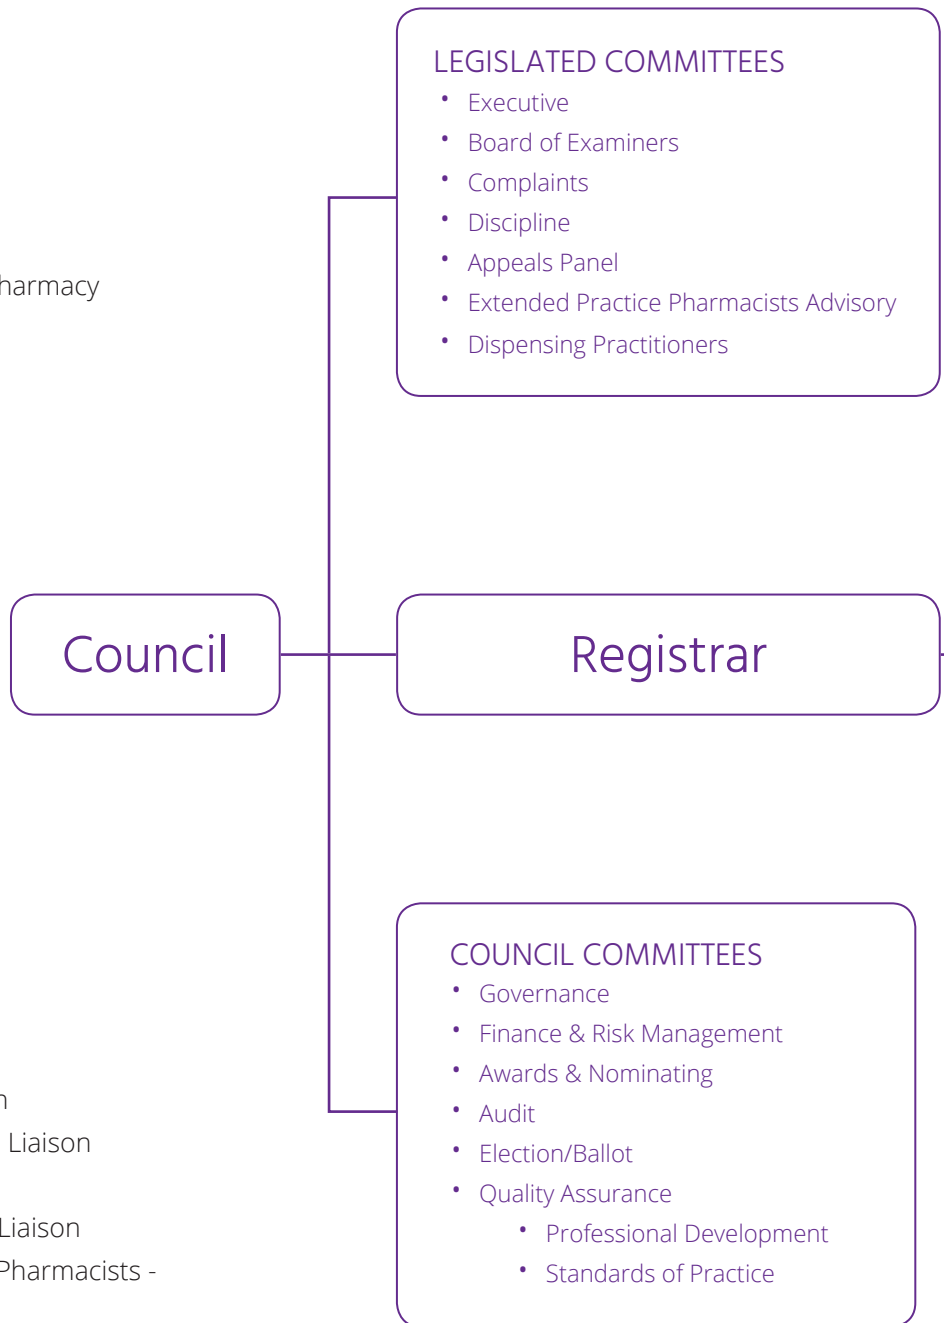 LEGISLATED COMMITTEES
• Executive
• Board of Examiners
• Complaints
• Discipline
• Appeals Panel
• Extended Practice Pharmacists Advisory
• Dispensing Practitioners
harmacy
Council
Registrar
COUNCIL COMMITTEES
• Governance
• Finance & Risk Management
• Awards & Nominating
• Audit
• Election/Ballot
• Quality Assurance
• Professional Development
• Standards of Practice
n
Liaison
Liaison
Pharmacists -